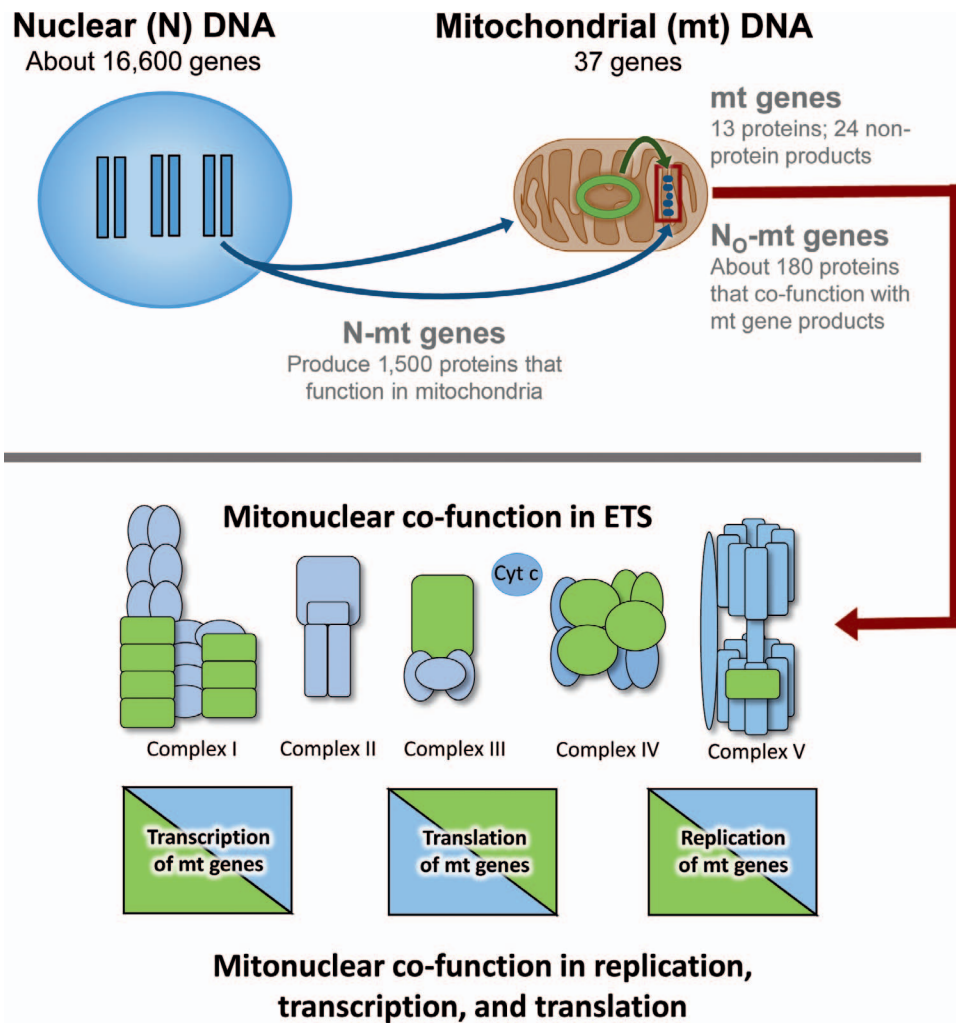 Nuclear (N) DNA
About 16,600 genes
Mitochondrial (mt) DNA
37 genes
mt genes
13 proteins; 24 non-
protein products
N₀-mt genes
About 180 proteins
that co-function with
mt gene products
N-mt genes
Produce 1,500 proteins that
function in mitochondria
Mitonuclear co-function in ETS
Cyt c
Complex I
Complex II
Complex III
Complex IV
Complex V
Transcription
of mt genes
Translation
of mt genes
Replication
of mt genes
Mitonuclear co-function in replication,
transcription, and translation